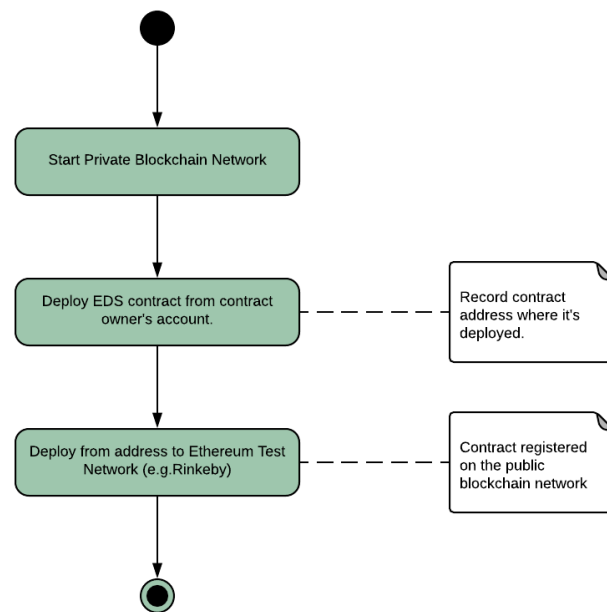 Start Private Blockchain Network
Deploy EDS contract from contract
owner's account.
Record contract
address where it's
deployed.
Deploy from address to Ethereum Test
Network (e.g.Rinkeby)
Contract registered
on the public
blockchain network